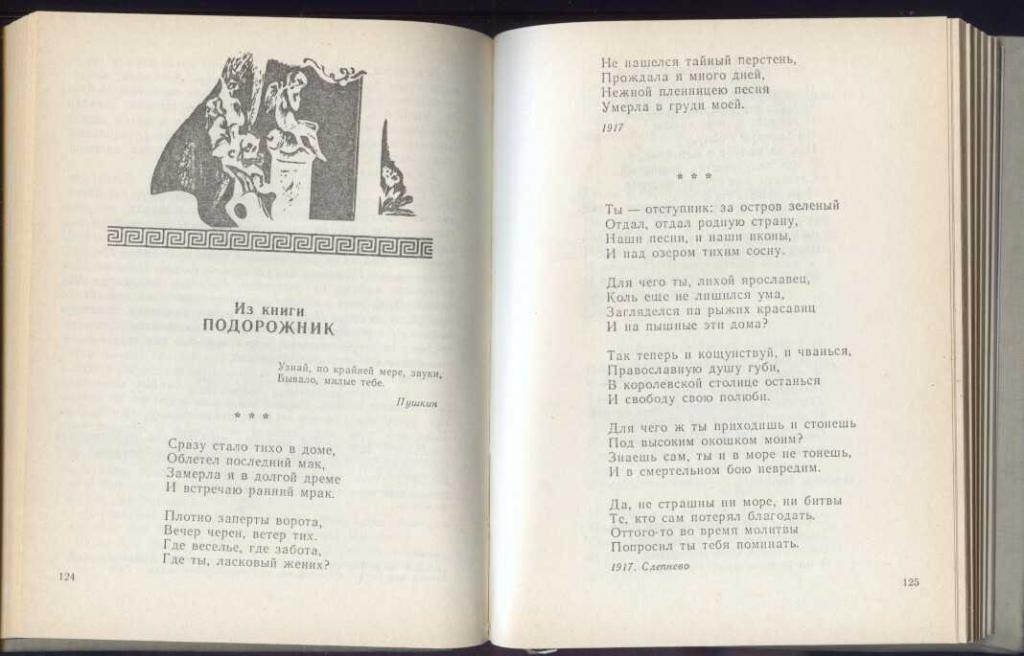 Из книги
ПОДОРОЖНИК
Узнай, по крайней мере, звуки,
Бывало, милые тебе.
Пушкин
* * *
Сразу стало тихо в доме,
Облетел последний мак,
Замерла я в долгой дреме
И встречаю ранний мрак.
Плотно заперты ворота,
Вечер черен, ветер тих.
Где веселье, где забота,
Где ты, ласковый жених?
124
Не нашелся тайный перстень,
Прождала я много дней,
Нежной пленницею песня
Умерла в груди моей.
1917
* * *
Ты — отступник: за остров зеленый
Отдал, отдал родную страну,
Наши песни, и наши иконы,
И над озером тихим сосну.
Для чего ты, лихой ярославец,
Коль еще не лишился ума,
Загляделся на рыжих красавиц
И на пышные эти дома?
Так теперь и кощунствуй, и чванься,
Православную душу губи,
В королевской столице останься
И свободу свою полюби.
Для чего ж ты приходишь и стонешь
Под высоким окошком моим?
Знаешь сам, ты и в море не тонешь,
И в смертельном бою невредим.
Да, не страшны ни море, ни битвы
Те, кто сам потерял благодать.
Оттого-то во время молитвы
Попросил ты тебя поминать.
1917. Слепнево
125